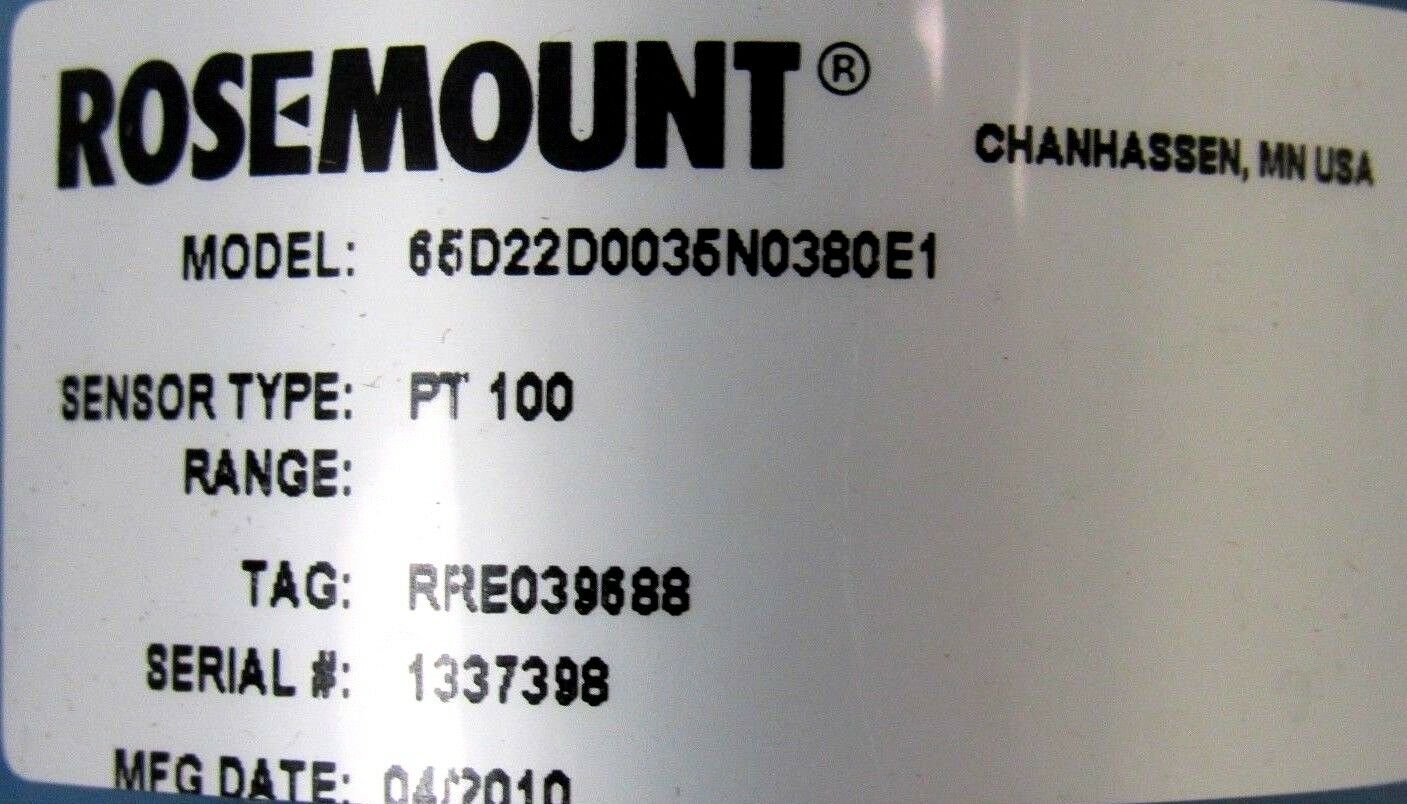 ROSEMOUNT®
CHANHASSEN, MN USA
MODEL: 65D22D0035N0380E1
SENSOR TYPE: PT 100
RANGE:
TAG: RRE039688
SERIAL #: 1337398
MFG DATE: 04/2010